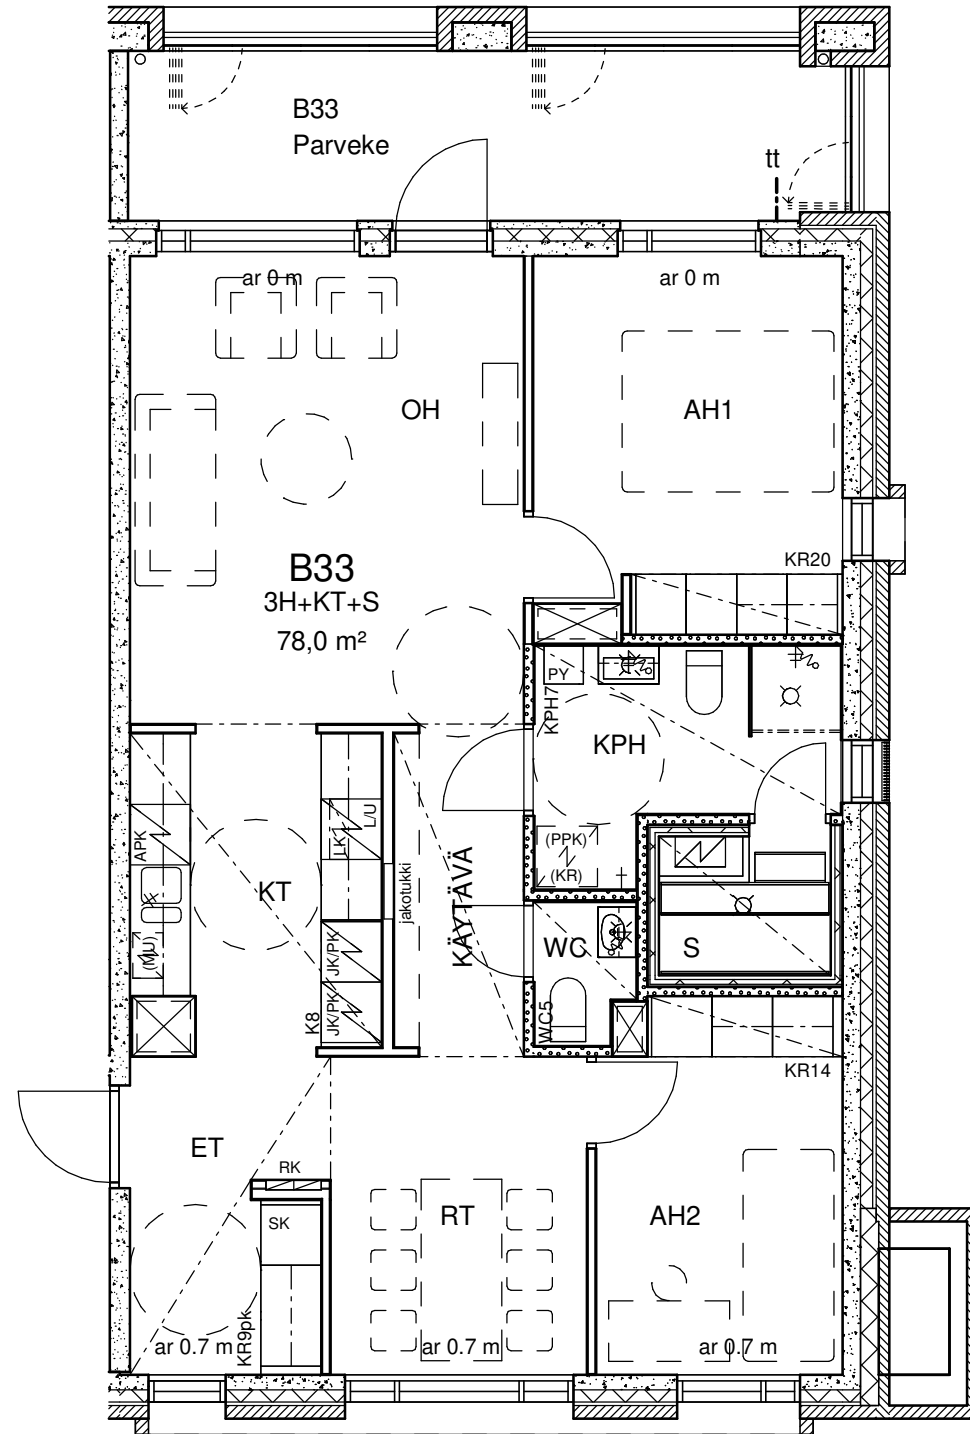 B33
Parveke
tt
ar 0 m
ar 0 m
OH
AH1
B33
3H+KT+S
78,0 m²
KR20
PY
KPH7
KPH
APK
LK
L/U
(PPK)
(KR)
KT
jakotukki
KÄYTÄVÄ
(MU)
JK/PK
JK/PK
K8
WC
WC5
S
KR14
ET
RK
SK
RT
AH2
KR9pk
ar 0.7 m
ar 0.7 m
ar 0.7 m